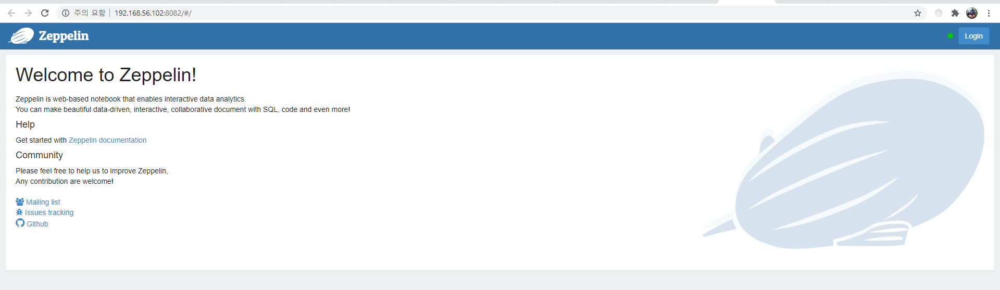 주의 요함
192.168.56.102:8082/#/
Zeppelin
Login
Welcome to Zeppelin!
Zeppelin is web-based notebook that enables interactive data analytics.
You can make beautiful data-driven, interactive, collaborative document with SQL, code and even more!
Help
Get started with Zeppelin documentation
Community
Please feel free to help us to improve Zeppelin,
Any contribution are welcome!
Mailing list
Issues tracking
Github